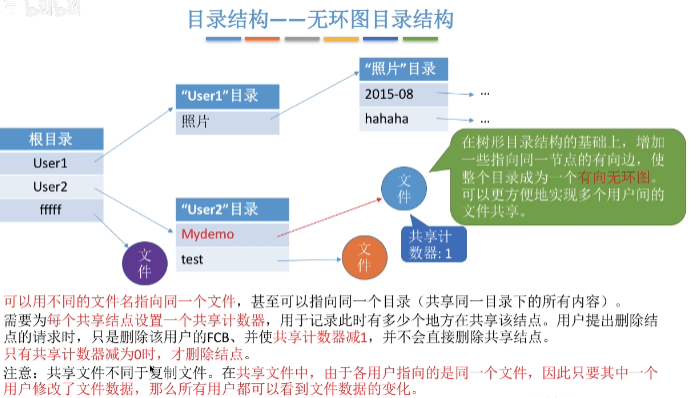 目录结构——无环图目录结构
“照片”目录
2015-08
...
hahaha
...
“User1”目录
照片
根目录
User1
User2
fffff
在树形目录结构的基础上，增加
一些指向同一节点的有向边，使
整个目录成为一个有向无环图。
可以更方便地实现多个用户间的
文件共享。
文
件
“User2”目录
Mydemo
test
共享计
数器: 1
文
件
文
件
可以用不同的文件名指向同一个文件，甚至可以指向同一个目录（共享同一目录下的所有内容）。
需要为每个共享结点设置一个共享计数器，用于记录此时有多少个地方在共享该结点。用户提出删除结
点的请求时，只是删除该用户的FCB、并使共享计数器减1，并不会直接删除共享结点。
只有共享计数器减为0时，才删除结点。
注意：共享文件不同于复制文件。在共享文件中，由于各用户指向的是同一个文件，因此只要其中一个
用户修改了文件数据，那么所有用户都可以看到文件数据的变化。